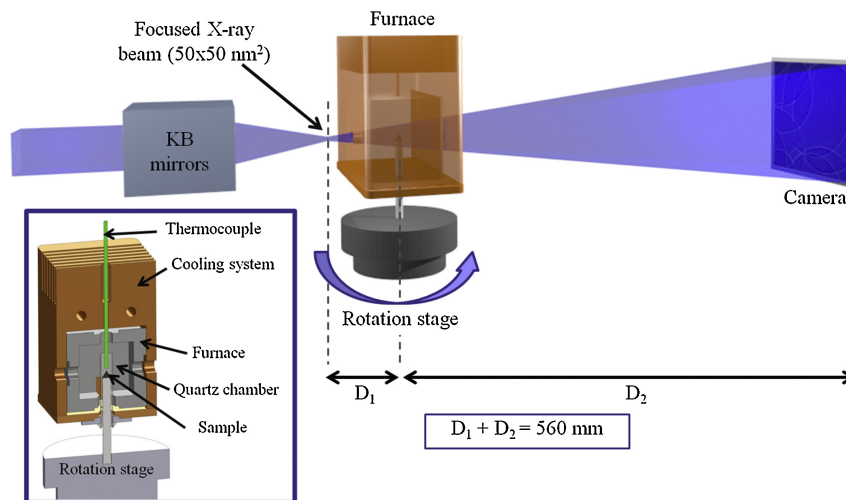 Focused X-ray
beam (50x50 nm²)
Furnace
KB
mirrors
Camera
Thermocouple
Cooling system
Furnace
Quartz chamber
Sample
Rotation stage
Rotation stage
D₁
D₂
D₁ + D₂ = 560 mm